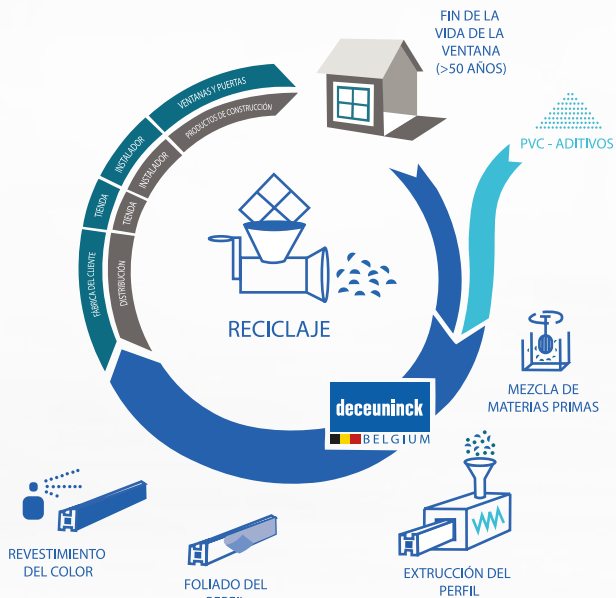 FIN DE LA
VIDA DE LA
VENTANA
(>50 AÑOS)
PVC - ADITIVOS
VENTANAS Y PUERTAS
PRODUCTOS DE CONSTRUCCIÓN
INSTALADOR
INSTALADOR
TIENDA
TIENDA
FÁBRICA DEL CLIENTE
DISTRIBUCIÓN
RECICLAJE
MEZCLA DE
MATERIAS PRIMAS
deceuninck
BELGIUM
REVESTIMIENTO
DEL COLOR
FOLIADO DEL
EXTRUCCIÓN DEL
PERFIL